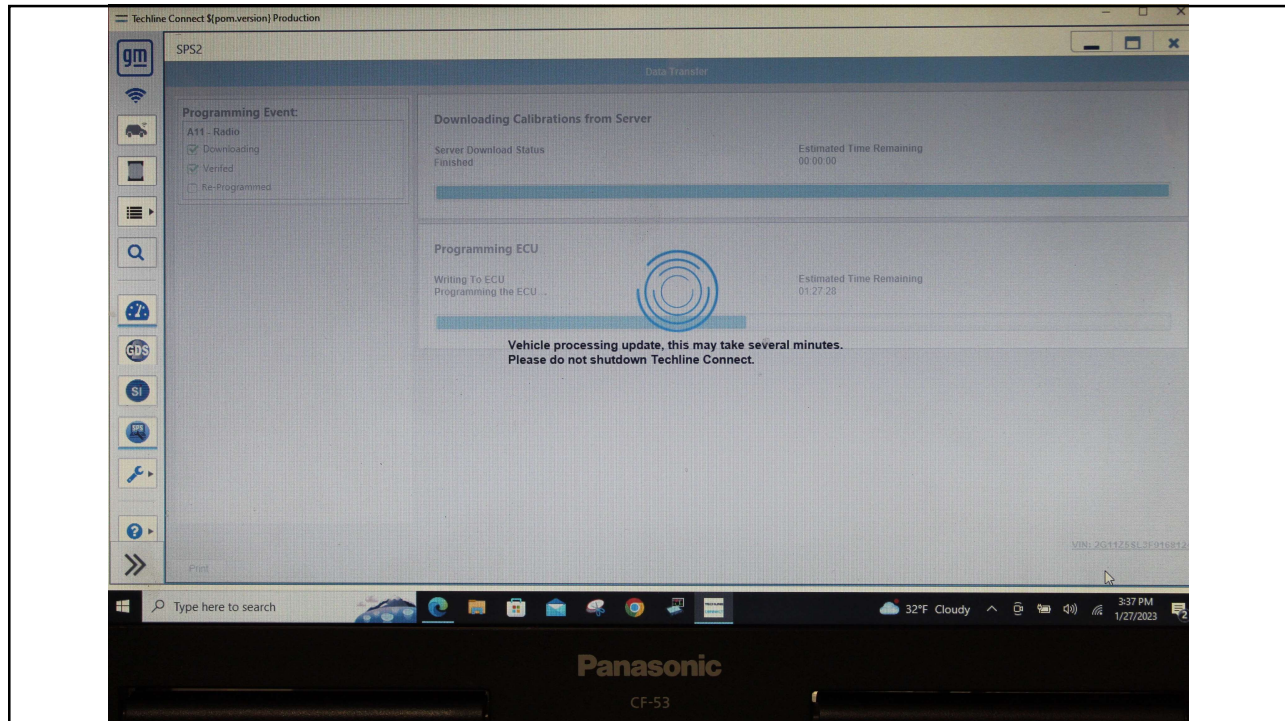 Techline Connect $(pom.version) Production
gm
SPS2
Data Transfer
Programming Event:
A11 - Radio
Downloading
Verified
Re-Programmed
Downloading Calibrations from Server
Server Download Status
Finished
Estimated Time Remaining
00:00:00
Programming ECU
Writing To ECU
Programming the ECU...
Estimated Time Remaining
01:27:28
Vehicle processing update, this may take several minutes.
Please do not shutdown Techline Connect.
GDS
SI
SPS
Print
Type here to search
TECHLINE
CONNECT
32°F Cloudy
3:37 PM
1/27/2023
2
Panasonic
CF-53